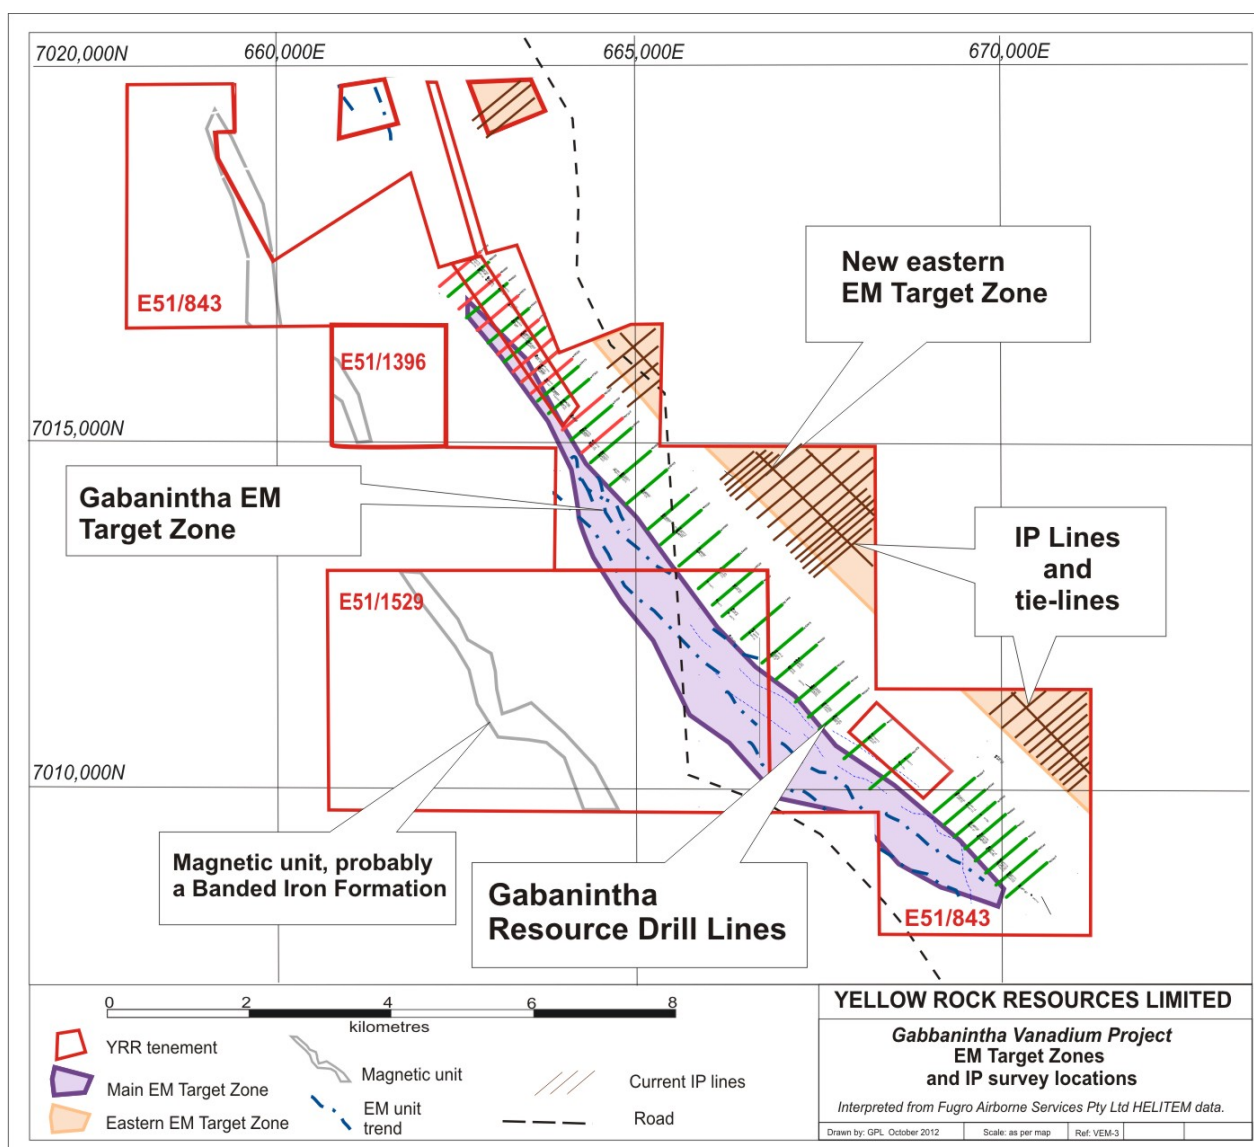 7020,000N
660,000E
665,000E
670,000E
New eastern
EM Target Zone
E51/843
E51/1396
7015,000N
Gabanintha EM
Target Zone
IP Lines
and
tie-lines
E51/1529
7010,000N
Magnetic unit, probably
a Banded Iron Formation
Gabanintha
Resource Drill Lines
E51/843
0 2 4 6 8
kilometres
YRR tenement
Main EM Target Zone
Eastern EM Target Zone
Magnetic unit
EM unit
trend
Current IP lines
Road
YELLOW ROCK RESOURCES LIMITED
Gabbanintha Vanadium Project
EM Target Zones
and IP survey locations
Interpreted from Fugro Airborne Services Pty Ltd HELITEM data.
Drawn by: GPL October 2012
Scale: as per map
Ref: VEM-3